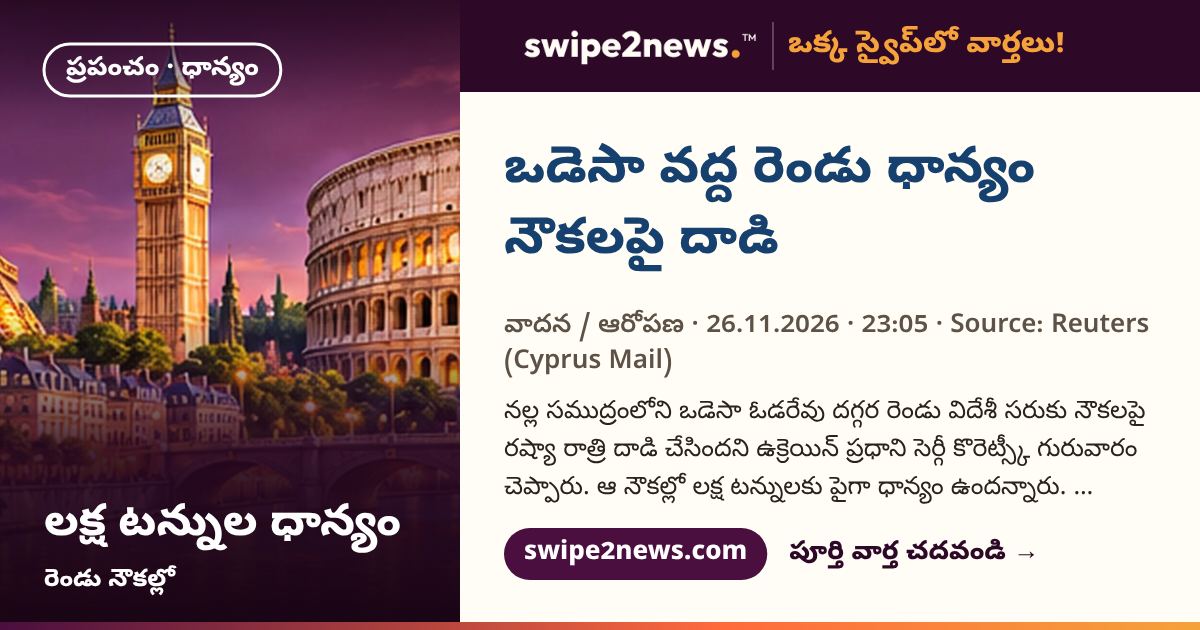 ప్రపంచం · ధాన్యం
లక్ష టన్నుల ధాన్యం
రెండు నౌకల్లో
swipe2news.™ ఒక్క స్వైప్‌లో వార్తలు!
ఒడెసా వద్ద రెండు ధాన్యం
నౌకలపై దాడి
వాదన / ఆరోపణ · 26.11.2026 · 23:05 · Source: Reuters
(Cyprus Mail)
నల్ల సముద్రంలోని ఒడెసా ఓడరేవు దగ్గర రెండు విదేశీ సరుకు నౌకలపై
రష్యా రాత్రి దాడి చేసిందని ఉక్రెయిన్ ప్రధాని సెర్గీ కొరెట్స్కీ గురువారం
చెప్పారు. ఆ నౌకల్లో లక్ష టన్నులకు పైగా ధాన్యం ఉందన్నారు. ...
swipe2news.com పూర్తి వార్త చదవండి →